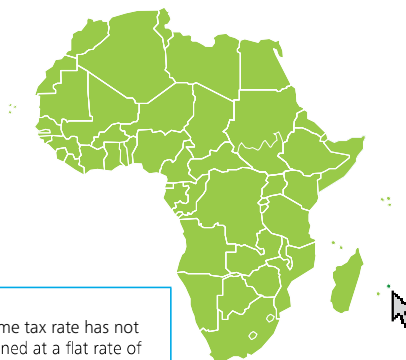 me tax rate has not
ned at a flat rate of